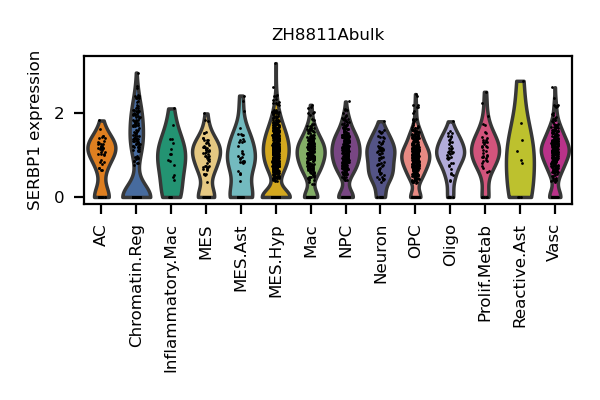 ZH8811Abulk
SERBP1 expression
2
0
AC
Chromatin.Reg
Inflammatory.Mac
MES
MES.Ast
MES.Hyp
Mac
NPC
Neuron
OPC
Oligo
Prolif.Metab
Reactive.Ast
Vasc